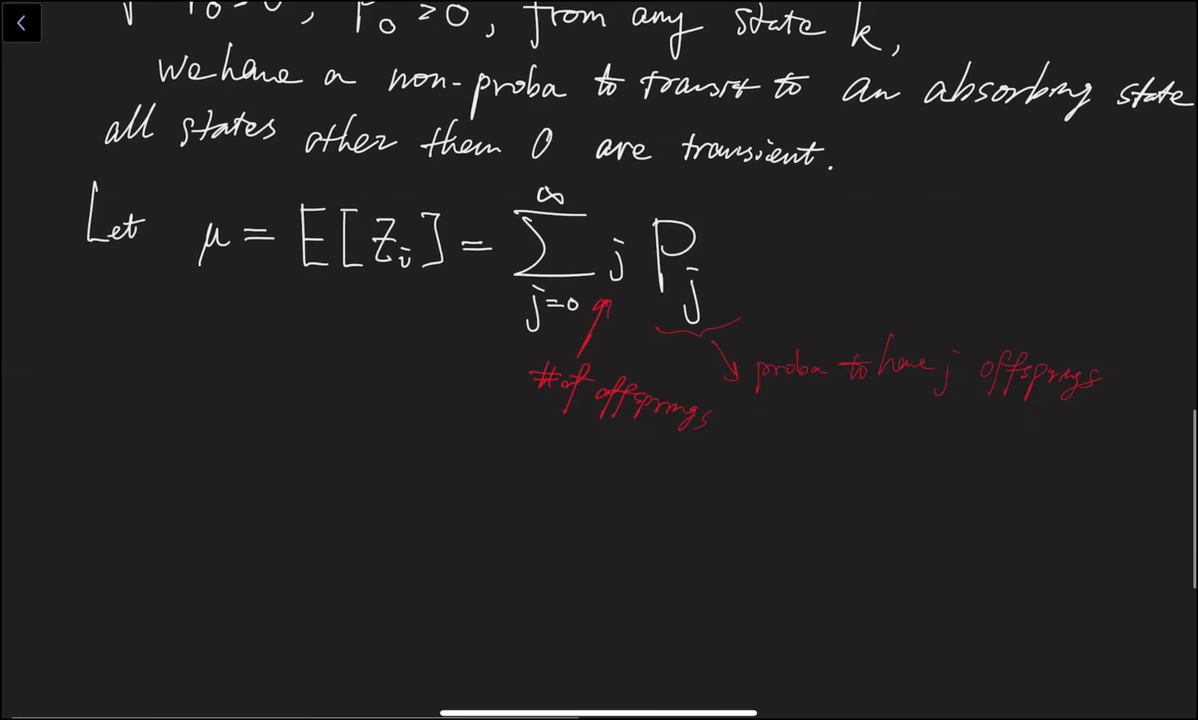 from any state k,
we have a non-proba to transit to an absorbing state
all states other them 0 are transient.
Let μ = E[Z_i] = ∑_{j=0}^{∞} j P_j
# of offsprings
proba to have j offsprings